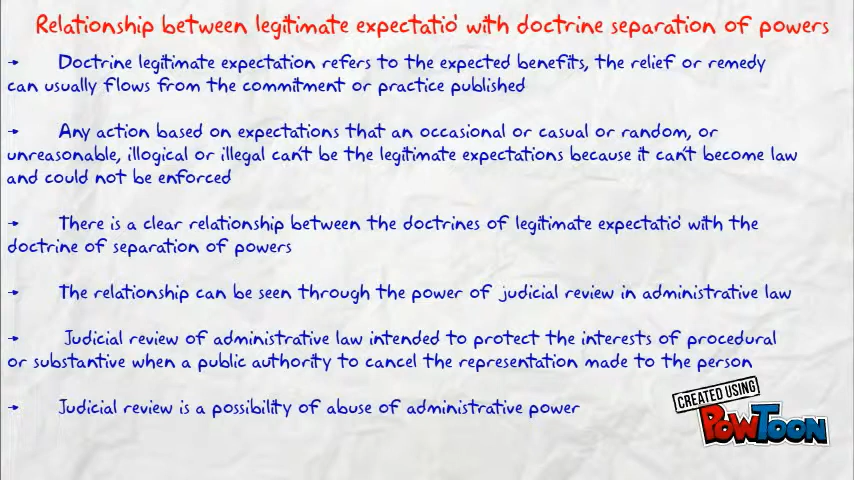 Relationship between legitimate expectatio' with doctrine separation of powers
→ Doctrine legitimate expectation refers to the expected benefits, the relief or remedy
can usually flows from the commitment or practice published
→ Any action based on expectations that an occasional or casual or random, or
unreasonable, illogical or illegal can't be the legitimate expectations because it can't become law
and could not be enforced
→ There is a clear relationship between the doctrines of legitimate expectatio' with the
doctrine of separation of powers
→ The relationship can be seen through the power of judicial review in administrative law
→ Judicial review of administrative law intended to protect the interests of procedural
or substantive when a public authority to cancel the representation made to the person
→ Judicial review is a possibility of abuse of administrative power
CREATED USING
POWTOON